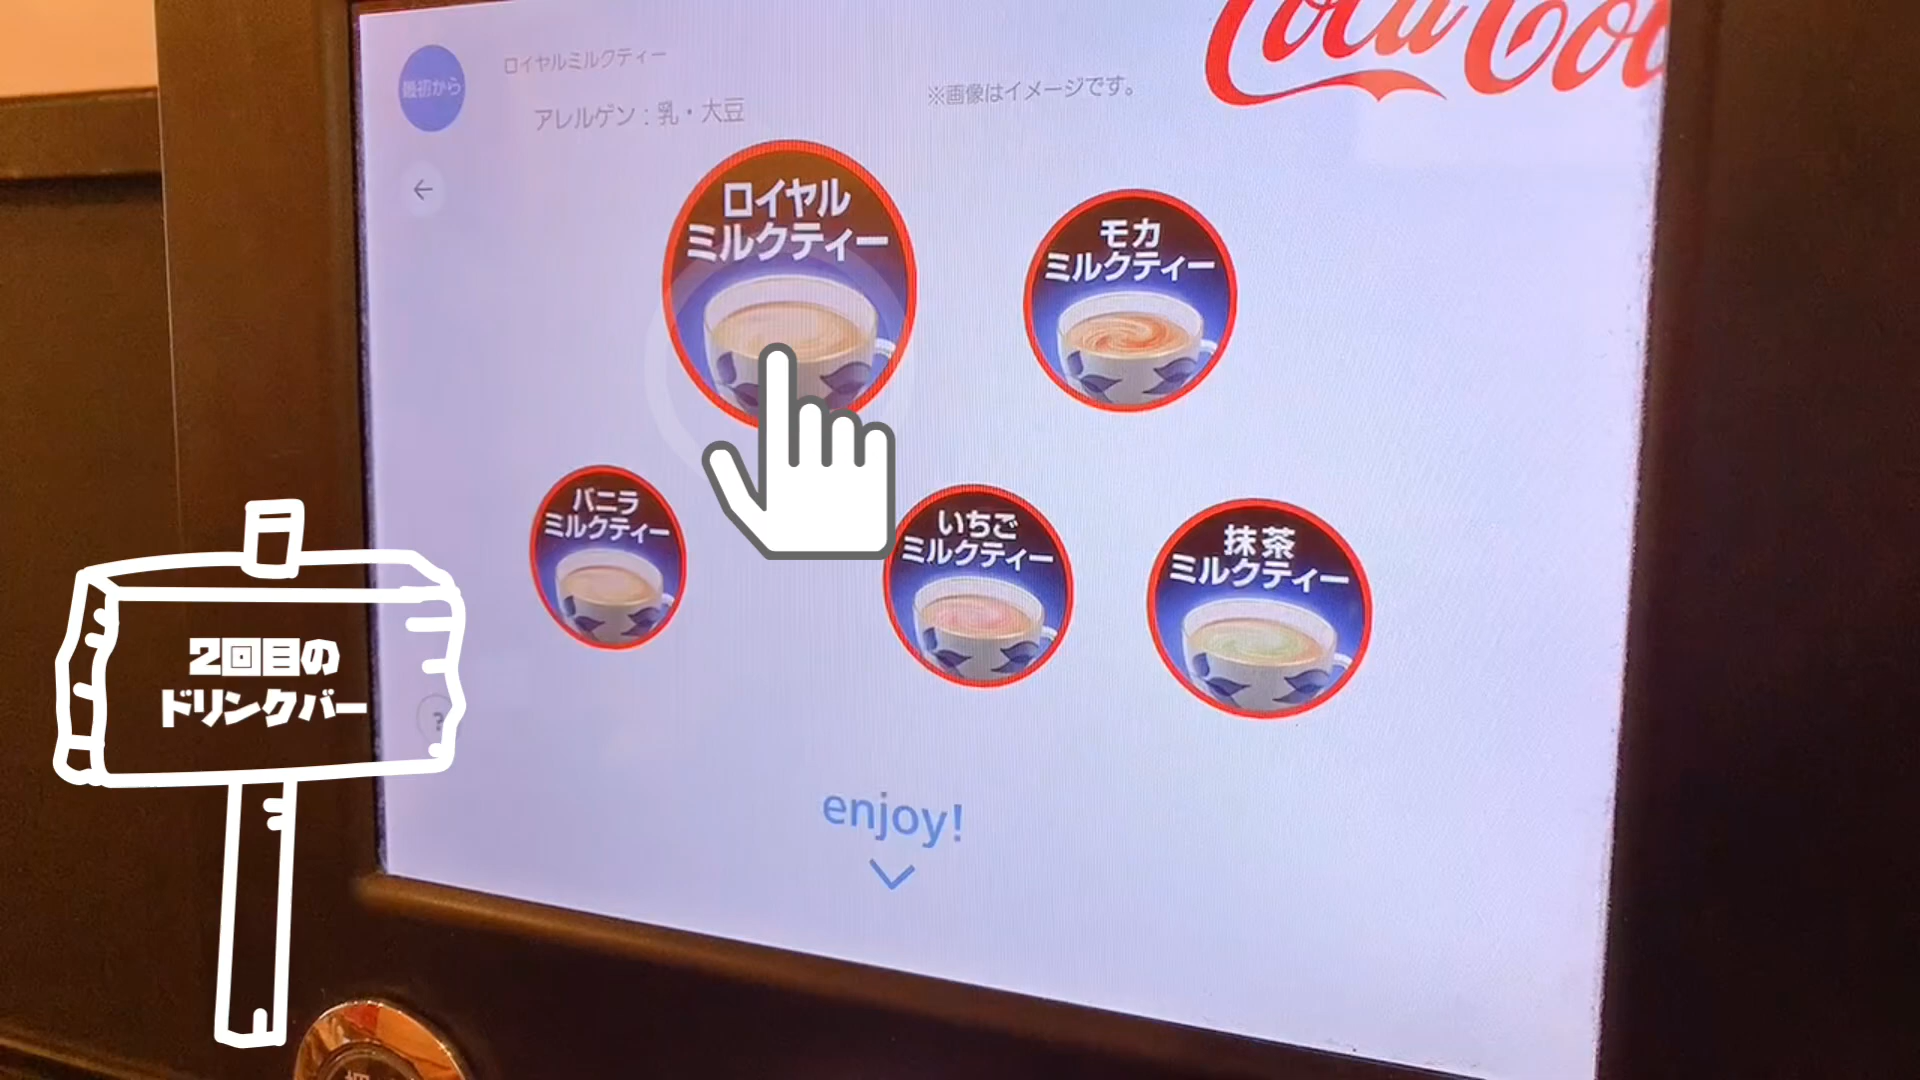 Coca Co
最初から
ロイヤルミルクティー
アレルゲン：乳・大豆
※画像はイメージです。
ロイヤル
ミルクティー
モカ
ミルクティー
バニラ
ミルクティー
いちご
ミルクティー
抹茶
ミルクティー
2回目の
ドリンクバー
?
enjoy!